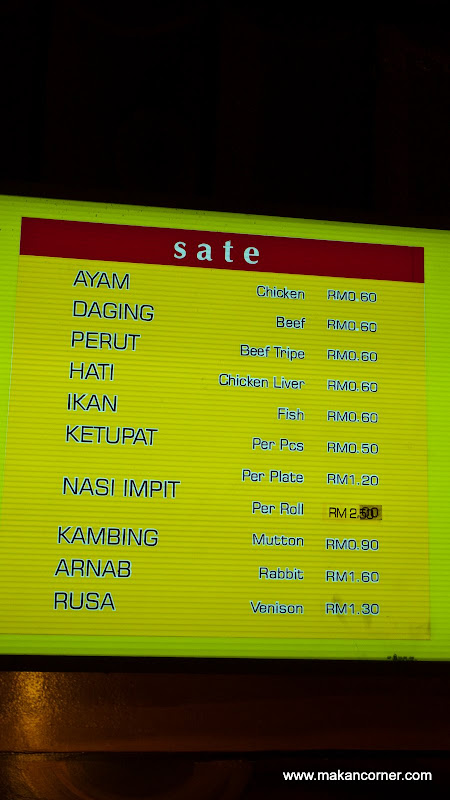 sate
AYAM Chicken RM0.60
DAGING Beef RM0.60
PERUT Beef Tripe RM0.60
HATI Chicken Liver RM0.60
IKAN Fish RM0.60
KETUPAT Per Pcs RM0.50
NASI IMPIT Per Plate RM1.20
Per Roll
KAMBING Mutton RM0.90
ARNAB Rabbit RM1.60
RUSA Venison RM1.30
www.makancorner.com